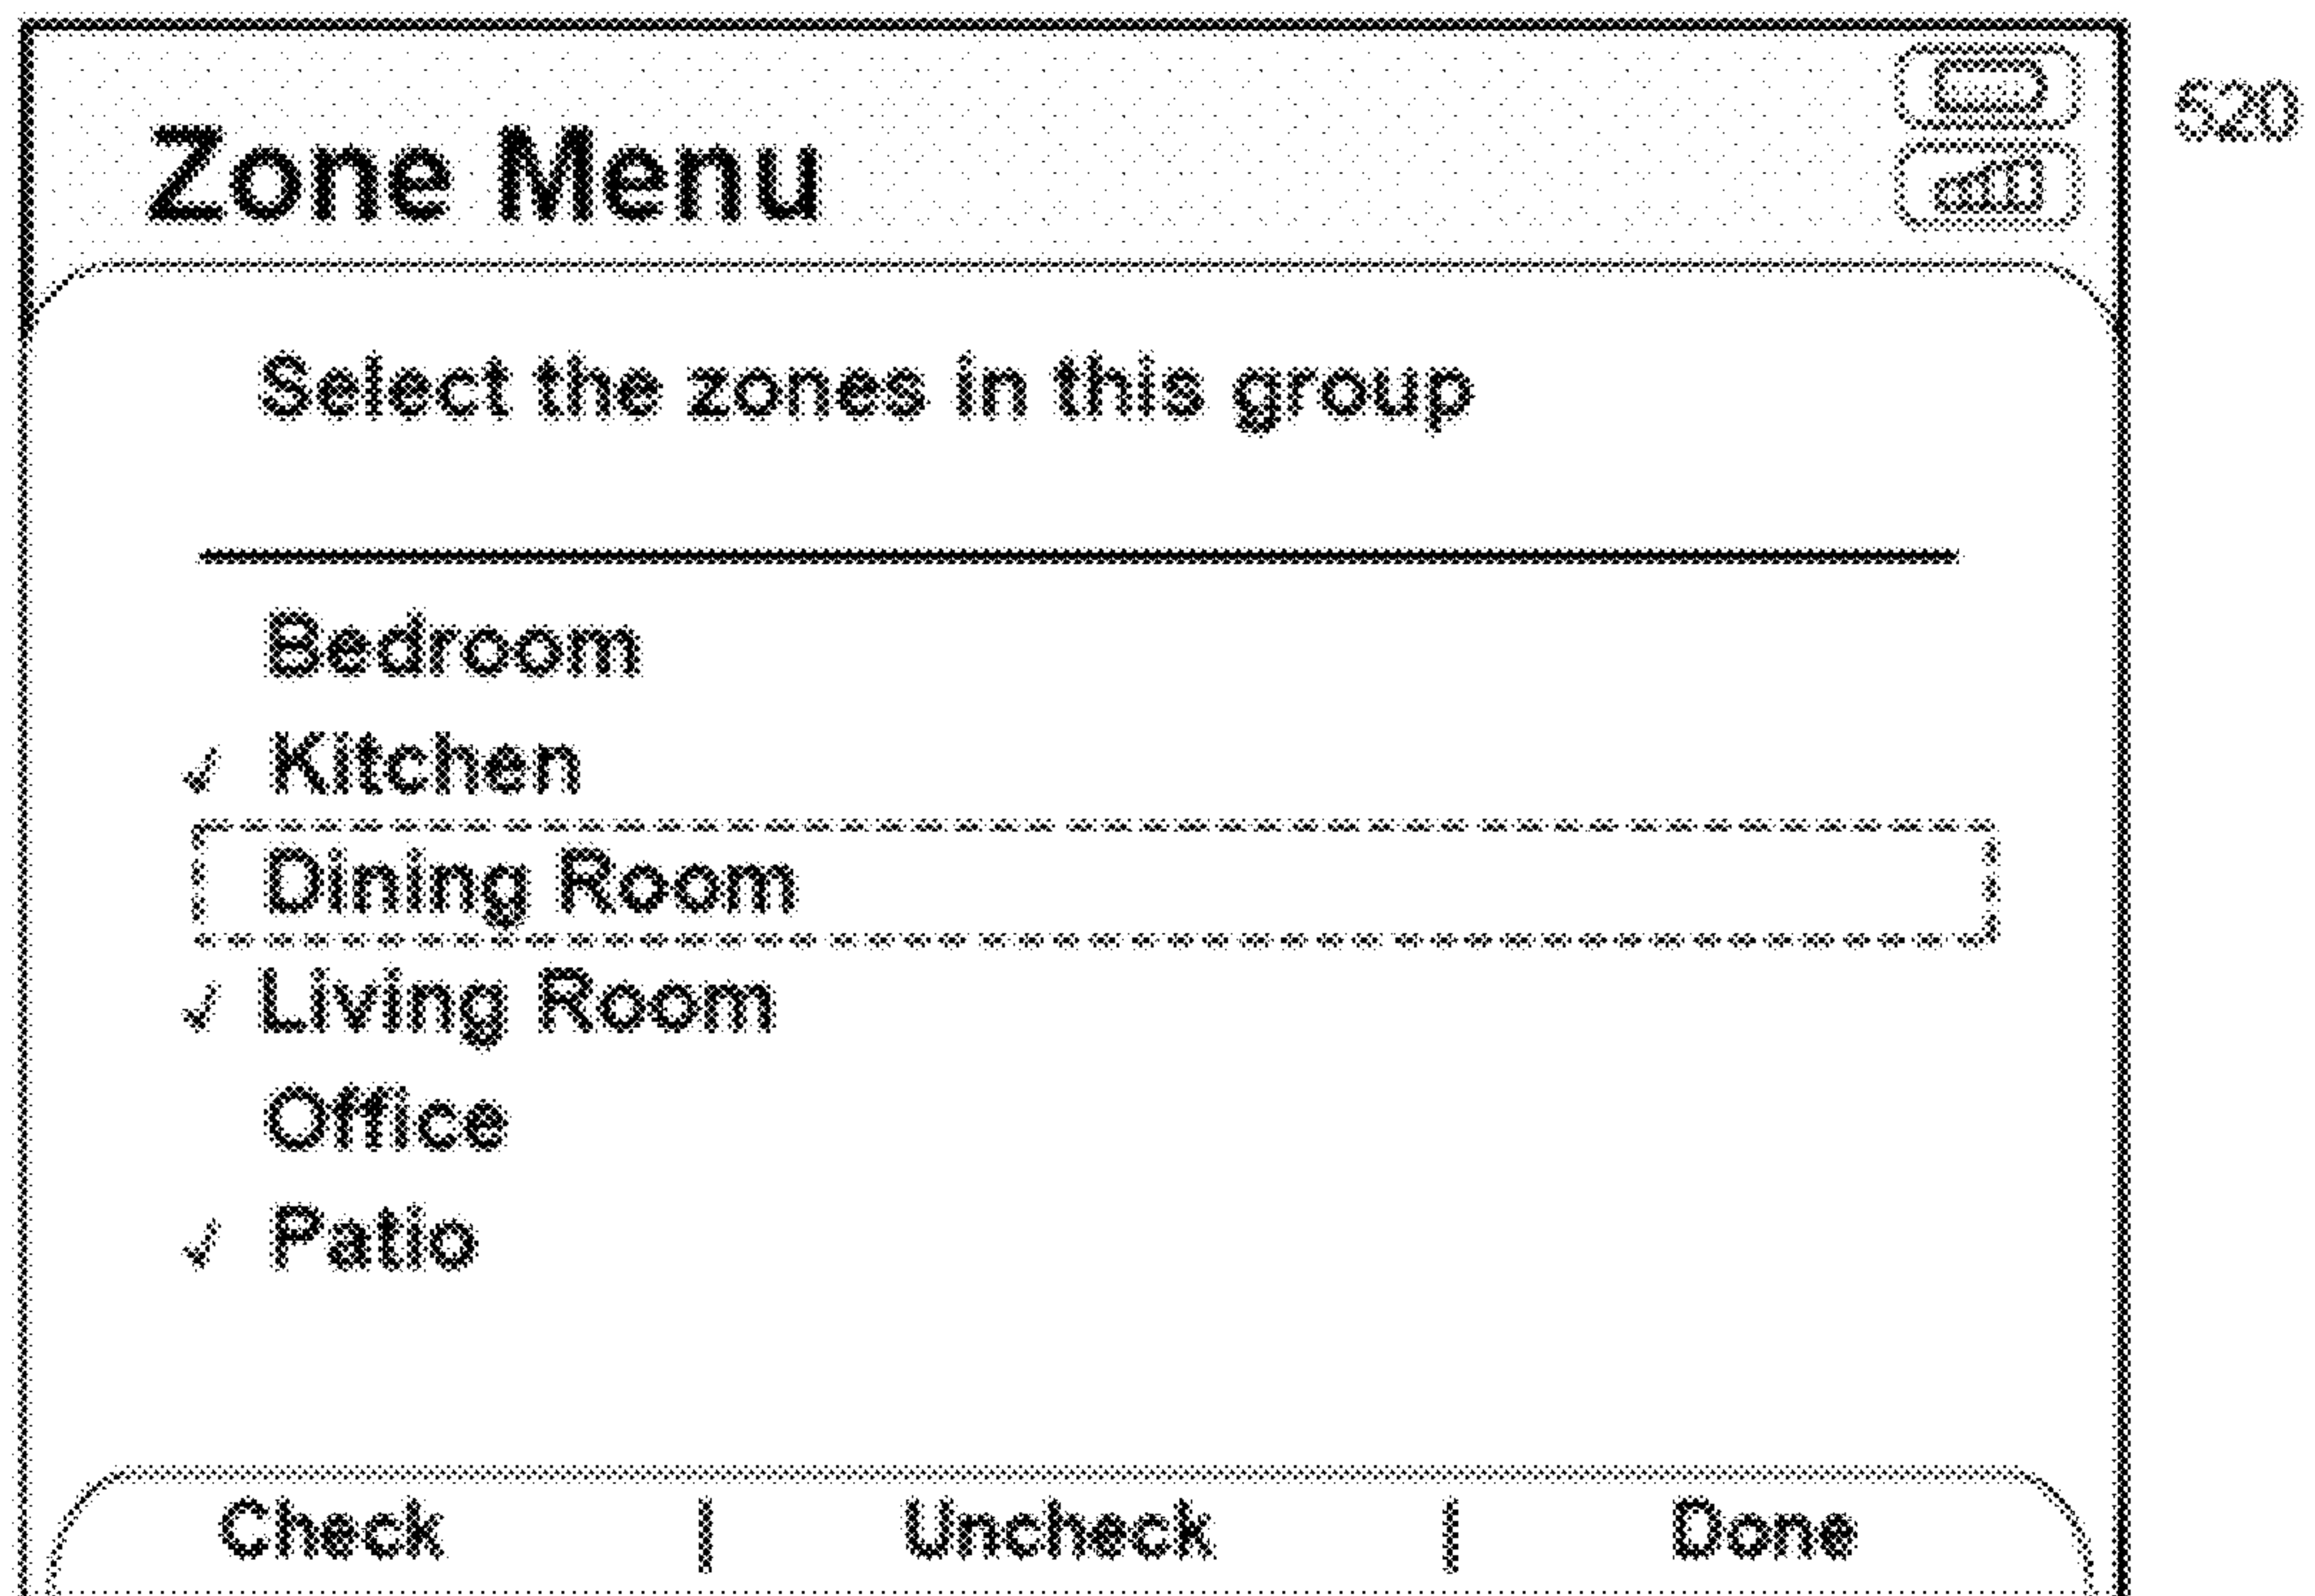 520
Zone Menu
Select the zones in this group
Bedroom
✓ Kitchen
Dining Room
✓ Living Room
Office
✓ Patio
Check | Uncheck | Done